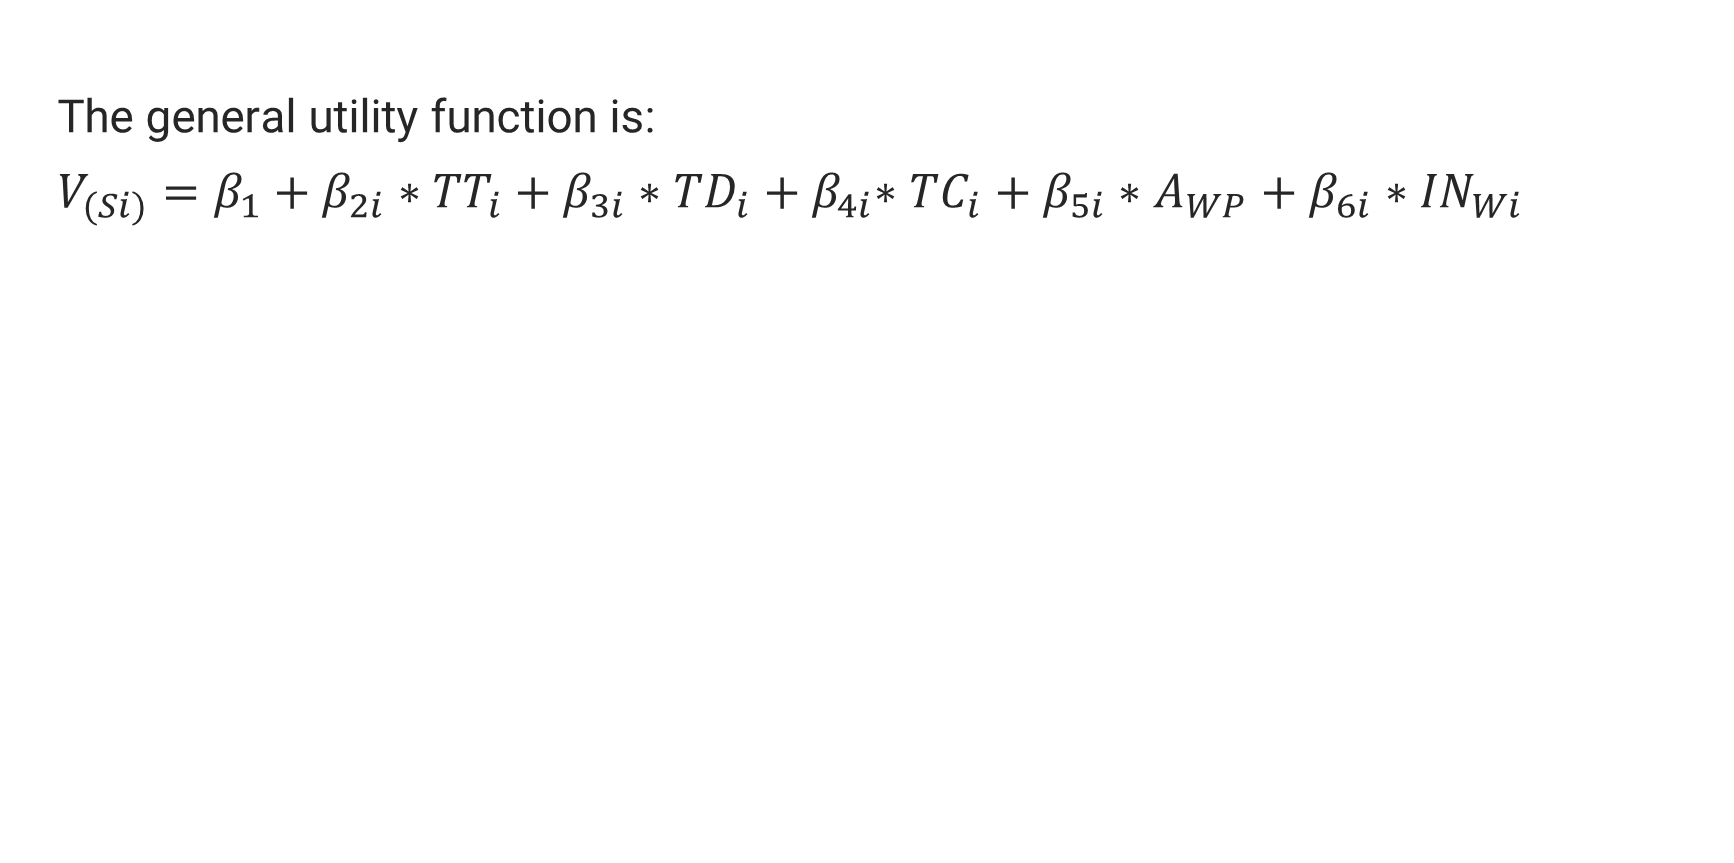 The general utility function is:
V(Si) = β1 + β2i * TTi + β3i * TDi + β4i* TCi + β5i * AWP + β6i * INWi